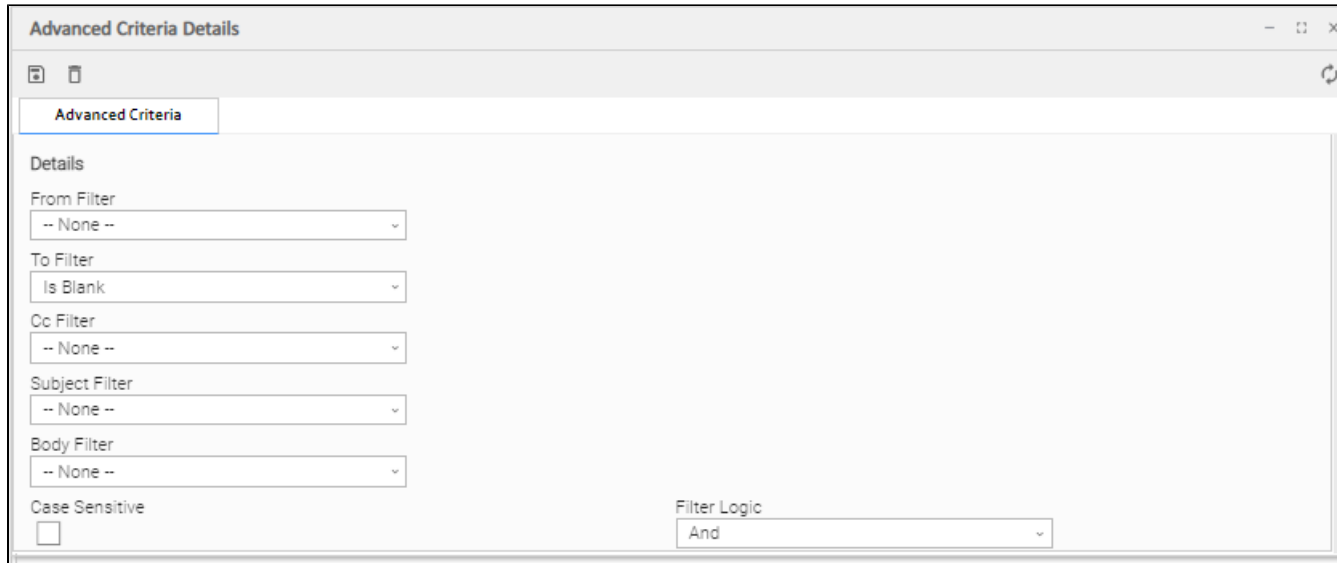 Advanced Criteria Details
Advanced Criteria
Details
From Filter
-- None --
To Filter
Is Blank
Cc Filter
-- None --
Subject Filter
-- None --
Body Filter
-- None --
Case Sensitive Filter Logic
And